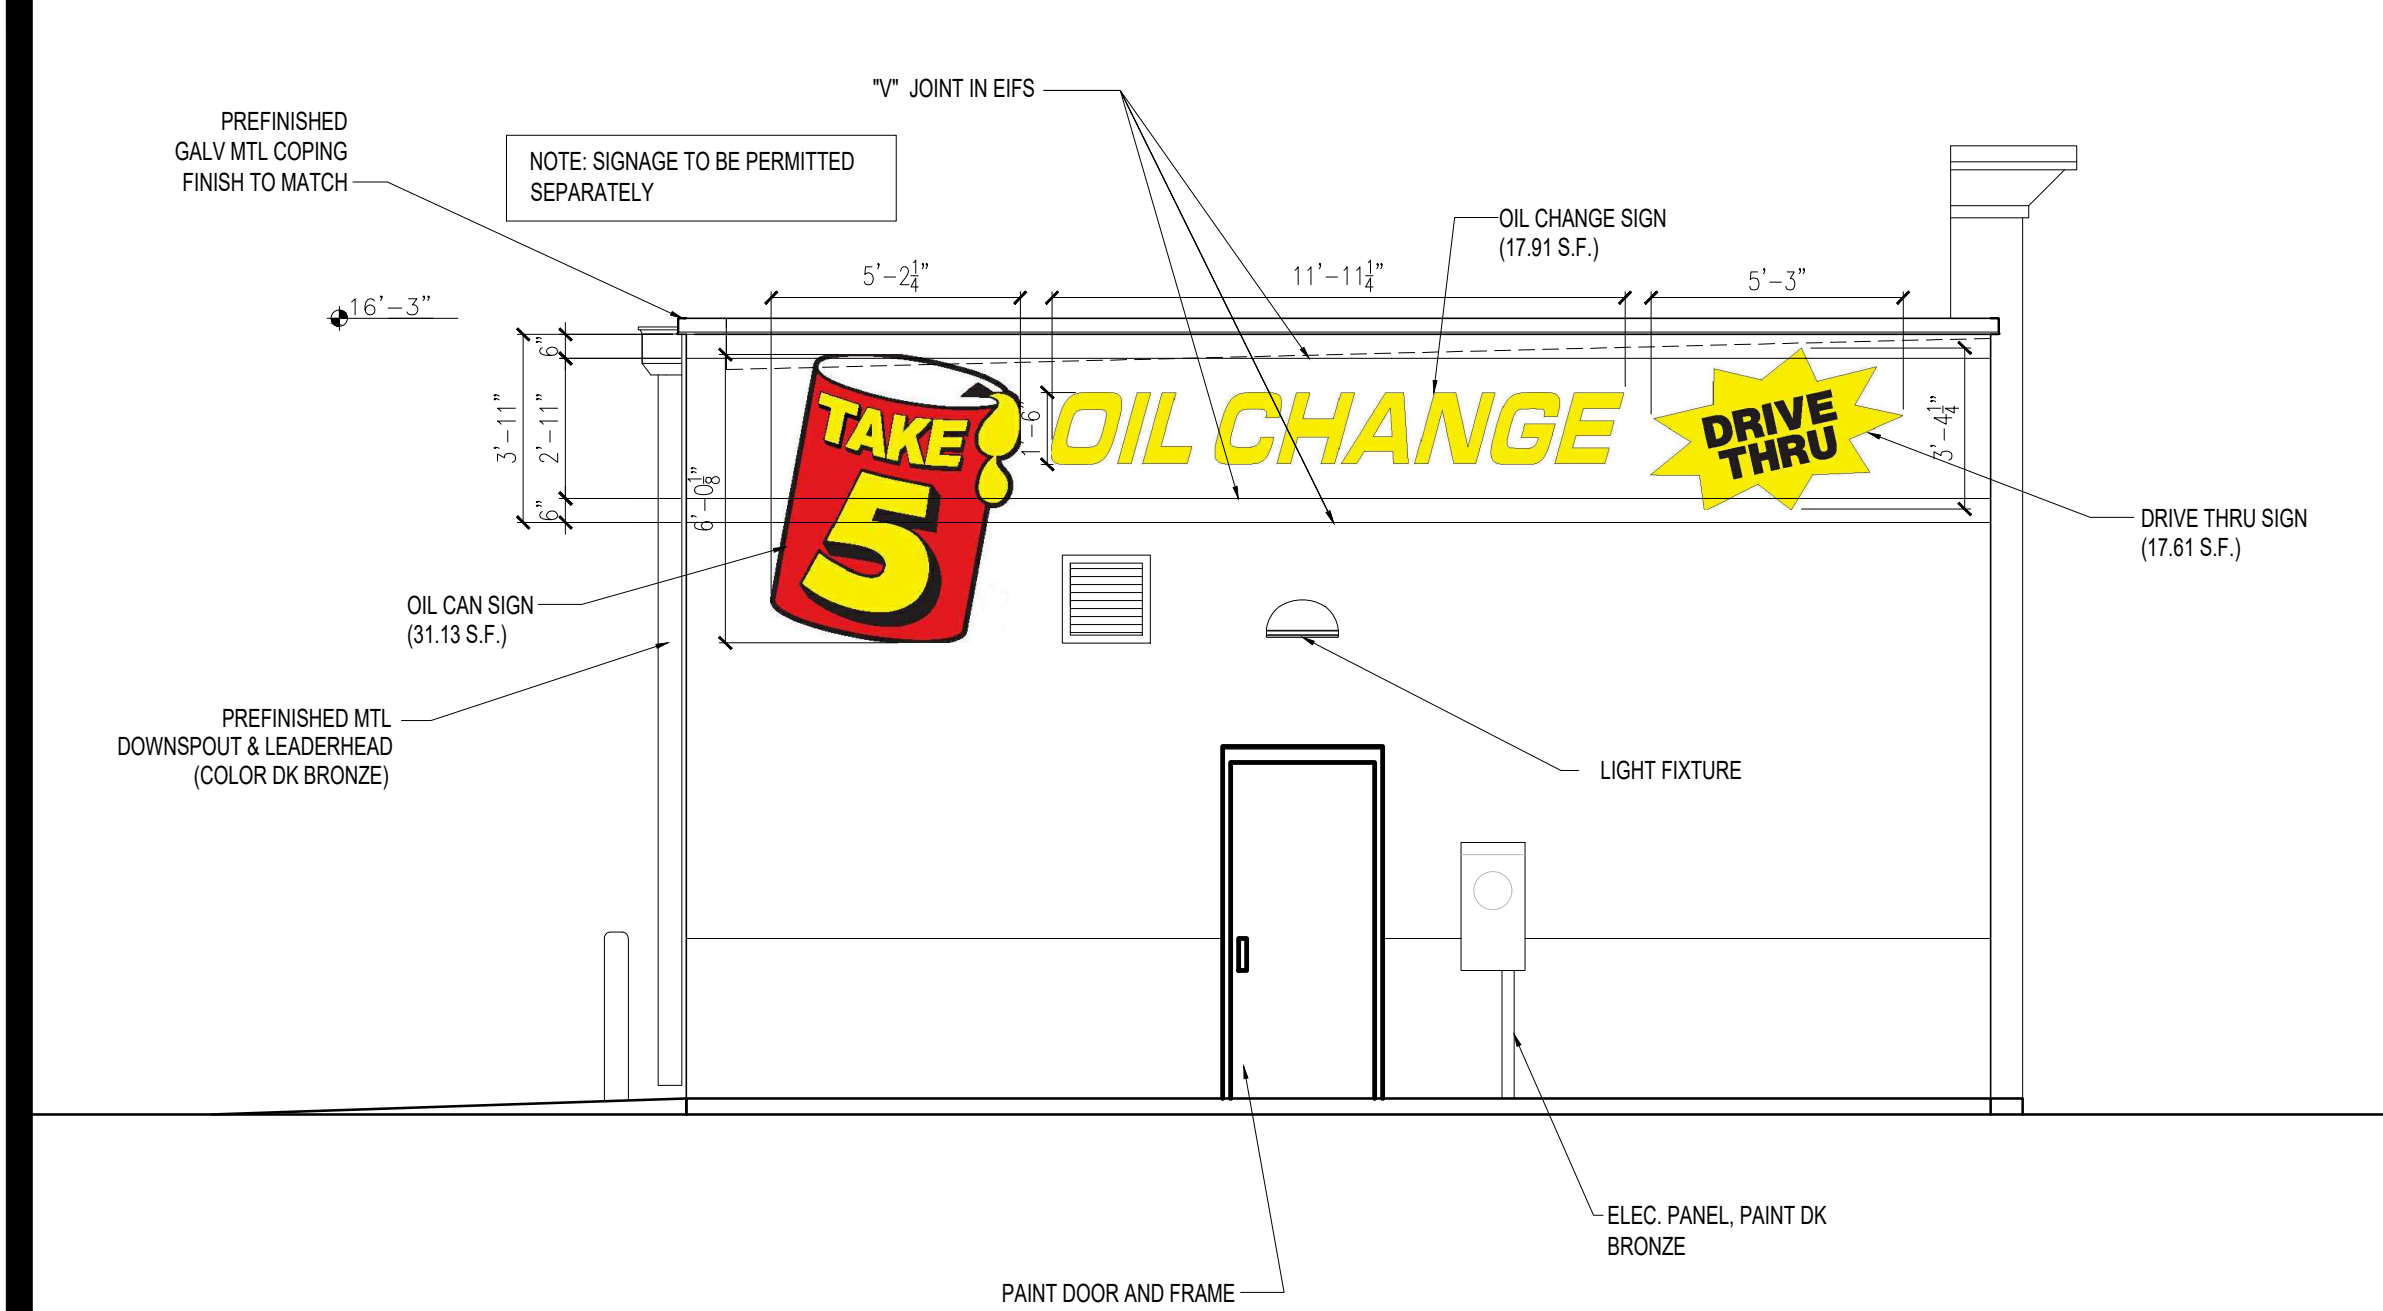 "V" JOINT IN EIFS
PREFINISHED
GALV MTL COPING
FINISH TO MATCH
NOTE: SIGNAGE TO BE PERMITTED
SEPARATELY
OIL CHANGE SIGN
(17.91 S.F.)
5'-2¼"
11'-11¼"
5'-3"
16'-3"
6"
3'-11"
2'-11"
6"
6'-0⅛"
TAKE
5
1'-6"
OIL CHANGE
DRIVE
THRU
3'-4¼"
DRIVE THRU SIGN
(17.61 S.F.)
OIL CAN SIGN
(31.13 S.F.)
PREFINISHED MTL
DOWNSPOUT & LEADERHEAD
(COLOR DK BRONZE)
LIGHT FIXTURE
ELEC. PANEL, PAINT DK
BRONZE
PAINT DOOR AND FRAME